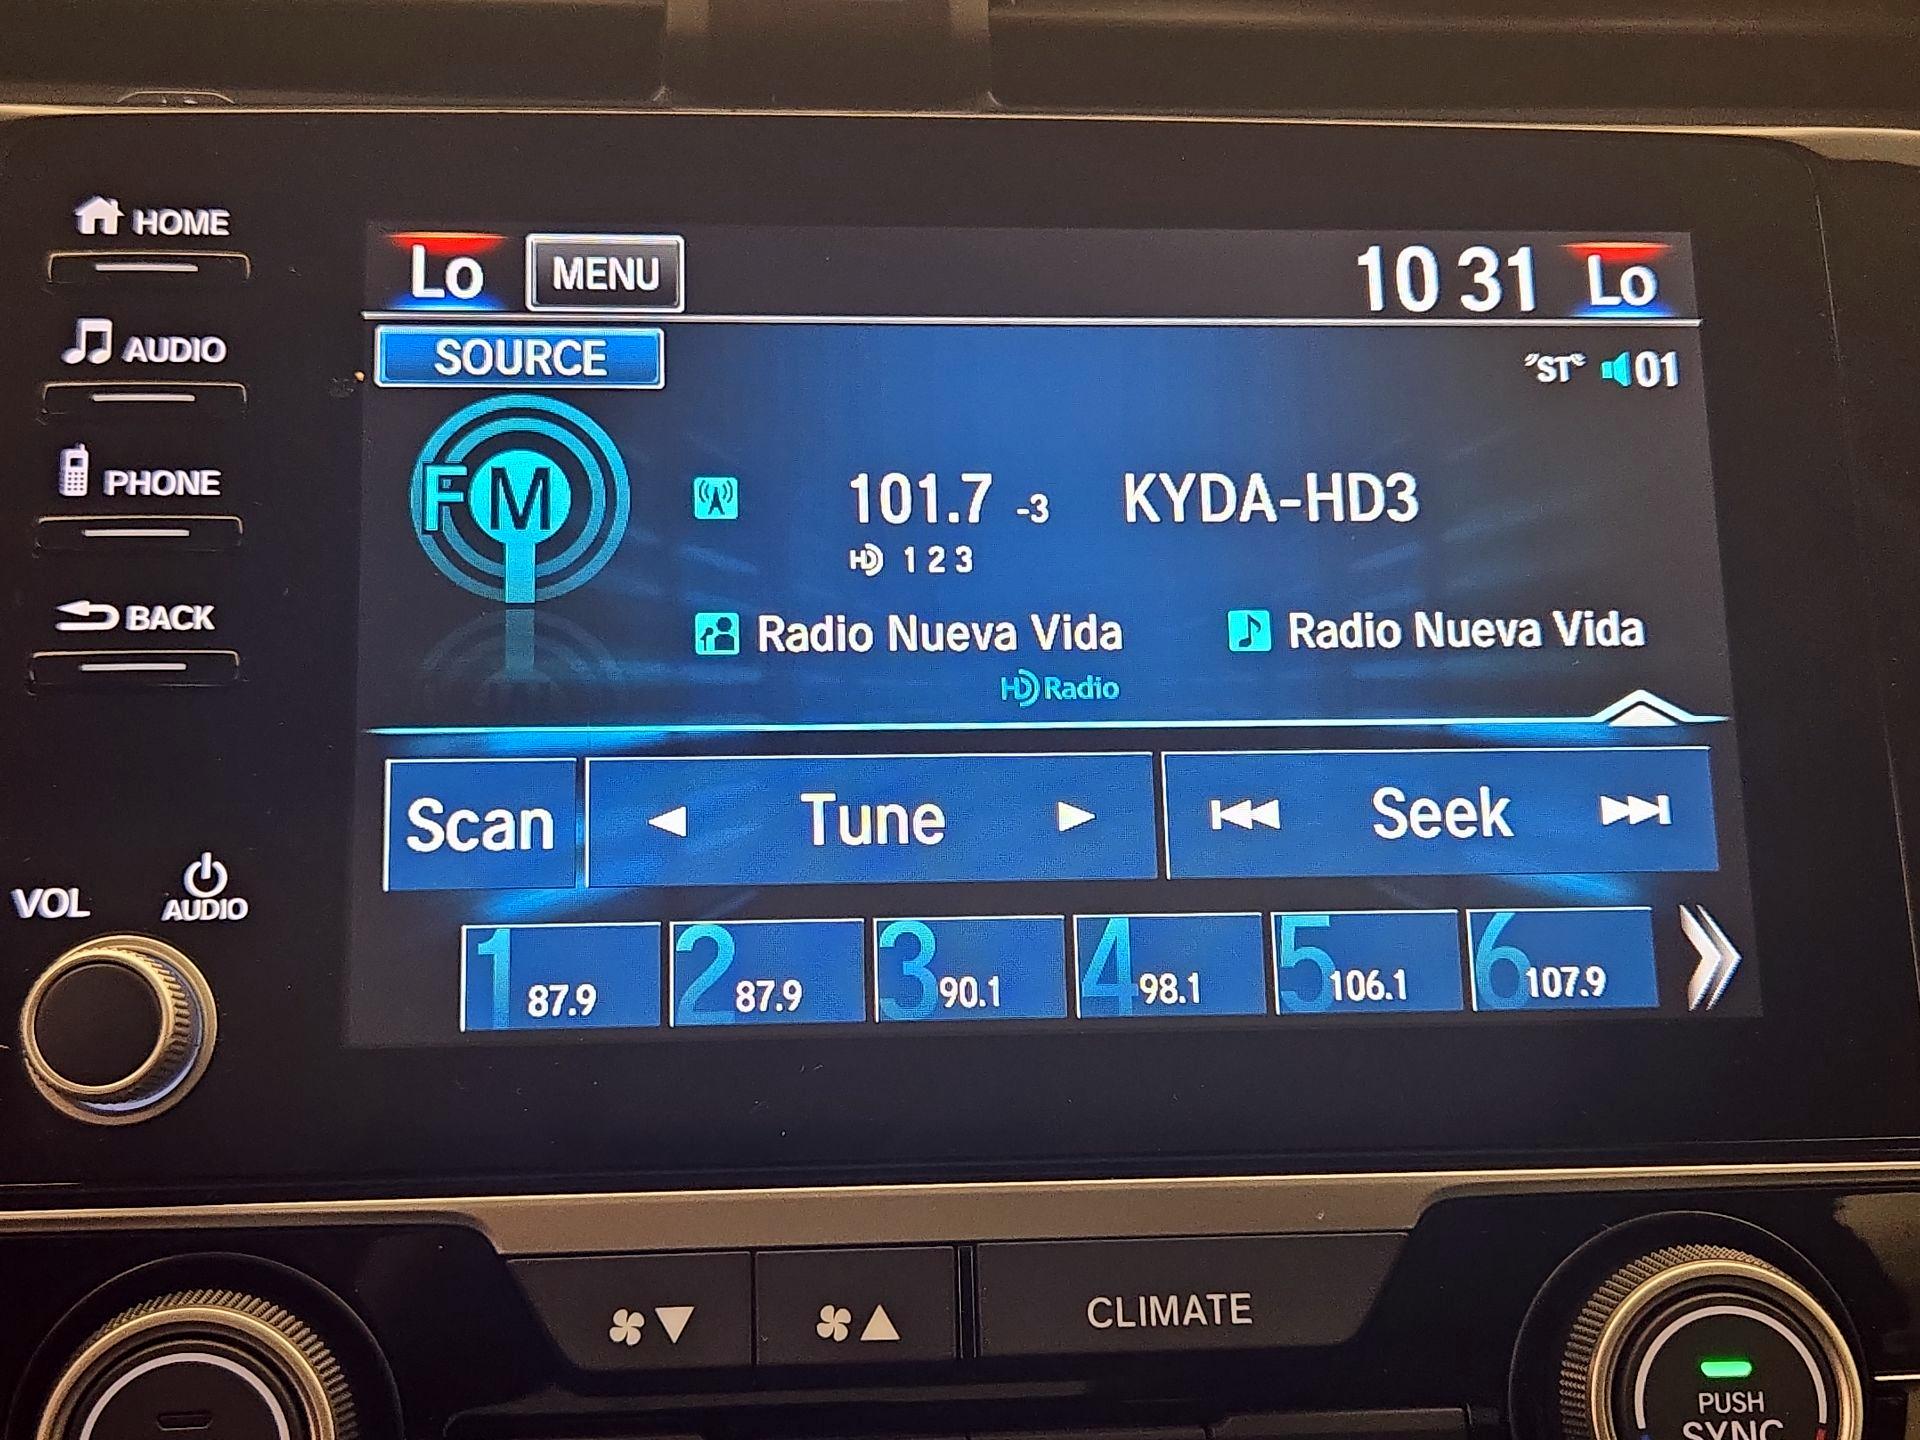 HOME
AUDIO
PHONE
BACK
VOL
AUDIO
Lo MENU 10 31 Lo
SOURCE "ST" 01
FM
101.7 -3 KYDA-HD3
HD 1 2 3
Radio Nueva Vida Radio Nueva Vida
HD Radio
Scan Tune Seek
1 87.9 2 87.9 3 90.1 4 98.1 5 106.1 6 107.9
CLIMATE
PUSH
SYNC